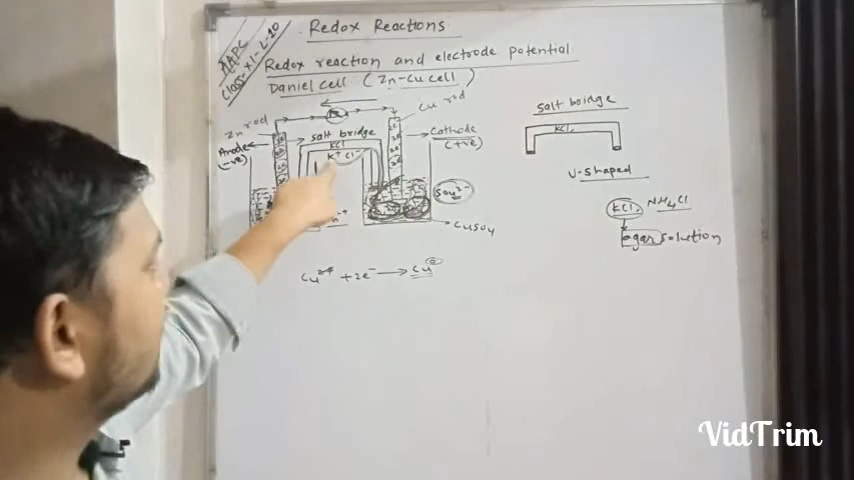 Redox Reactions
AAPC
Class-XI-L-10
Redox reaction and electrode potential
Daniel cell (Zn-Cu cell)
Zn rod
Cu rod
salt bridge
KCl
K+ Cl-
Anode
(-ve)
Cathode
(+ve)
SO4 2-
CuSO4
Cu2+ + 2e- → Cu
salt bridge
KCl,
U-shaped
KCl, NH4Cl
agar solution
VidTrim